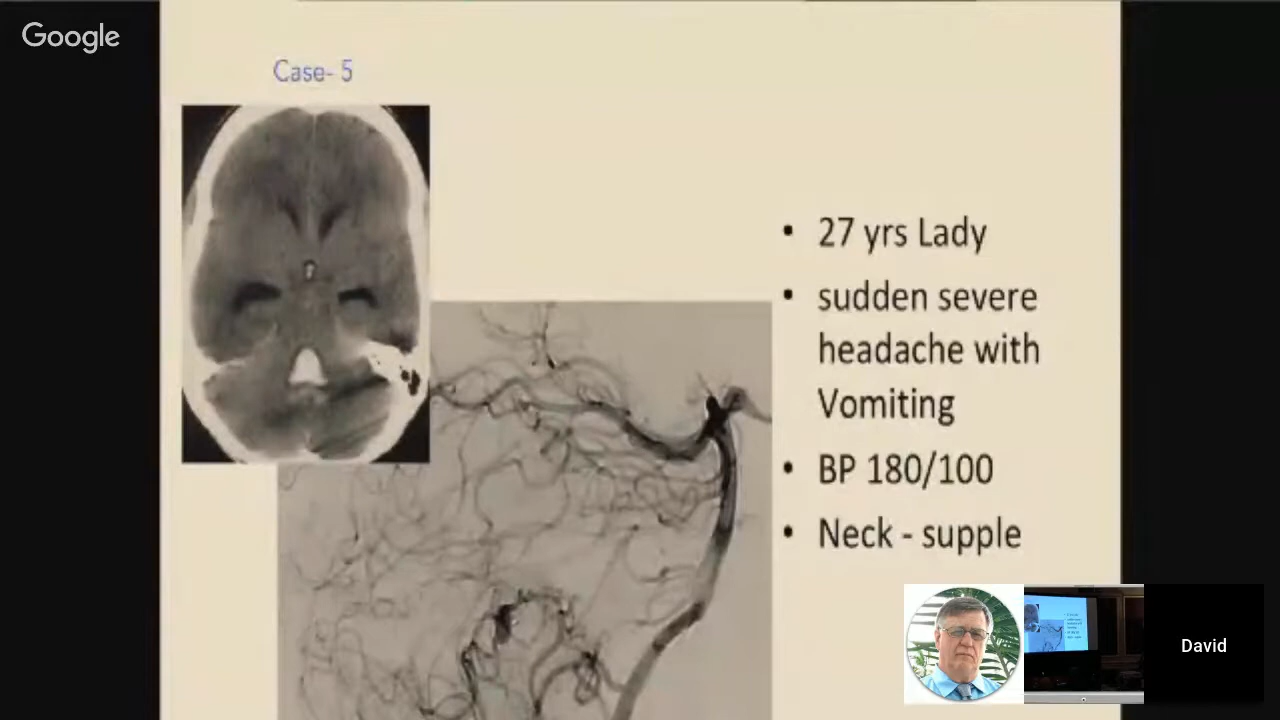 Google
Case- 5
• 27 yrs Lady
• sudden severe
headache with
Vomiting
• BP 180/100
• Neck - supple
David